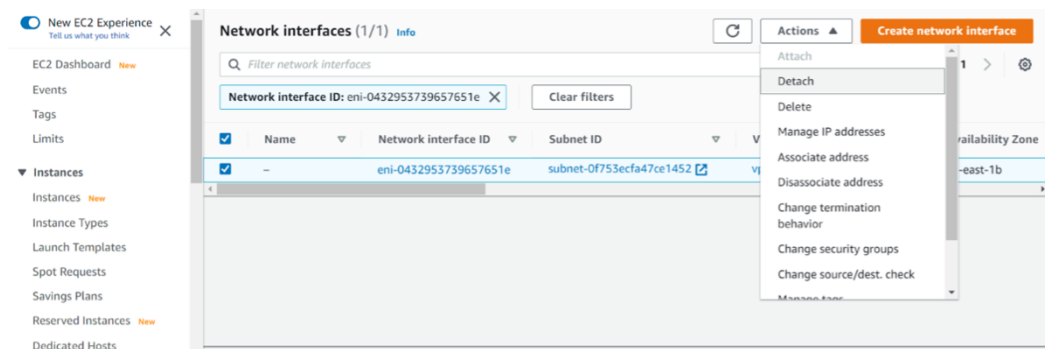 New EC2 Experience
Tell us what you think
EC2 Dashboard New
Events
Tags
Limits
Instances
Instances New
Instance Types
Launch Templates
Spot Requests
Savings Plans
Reserved Instances New
Dedicated Hosts
Network interfaces (1/1) Info
Actions
Create network interface
Filter network interfaces
1
Network interface ID: eni-0432953739657651e
Clear filters
Name
Network interface ID
Subnet ID
V
vailability Zone
–
eni-0432953739657651e
subnet-0f753ecfa47ce1452
vp
-east-1b
Attach
Detach
Delete
Manage IP addresses
Associate address
Disassociate address
Change termination
behavior
Change security groups
Change source/dest. check
Manage tags